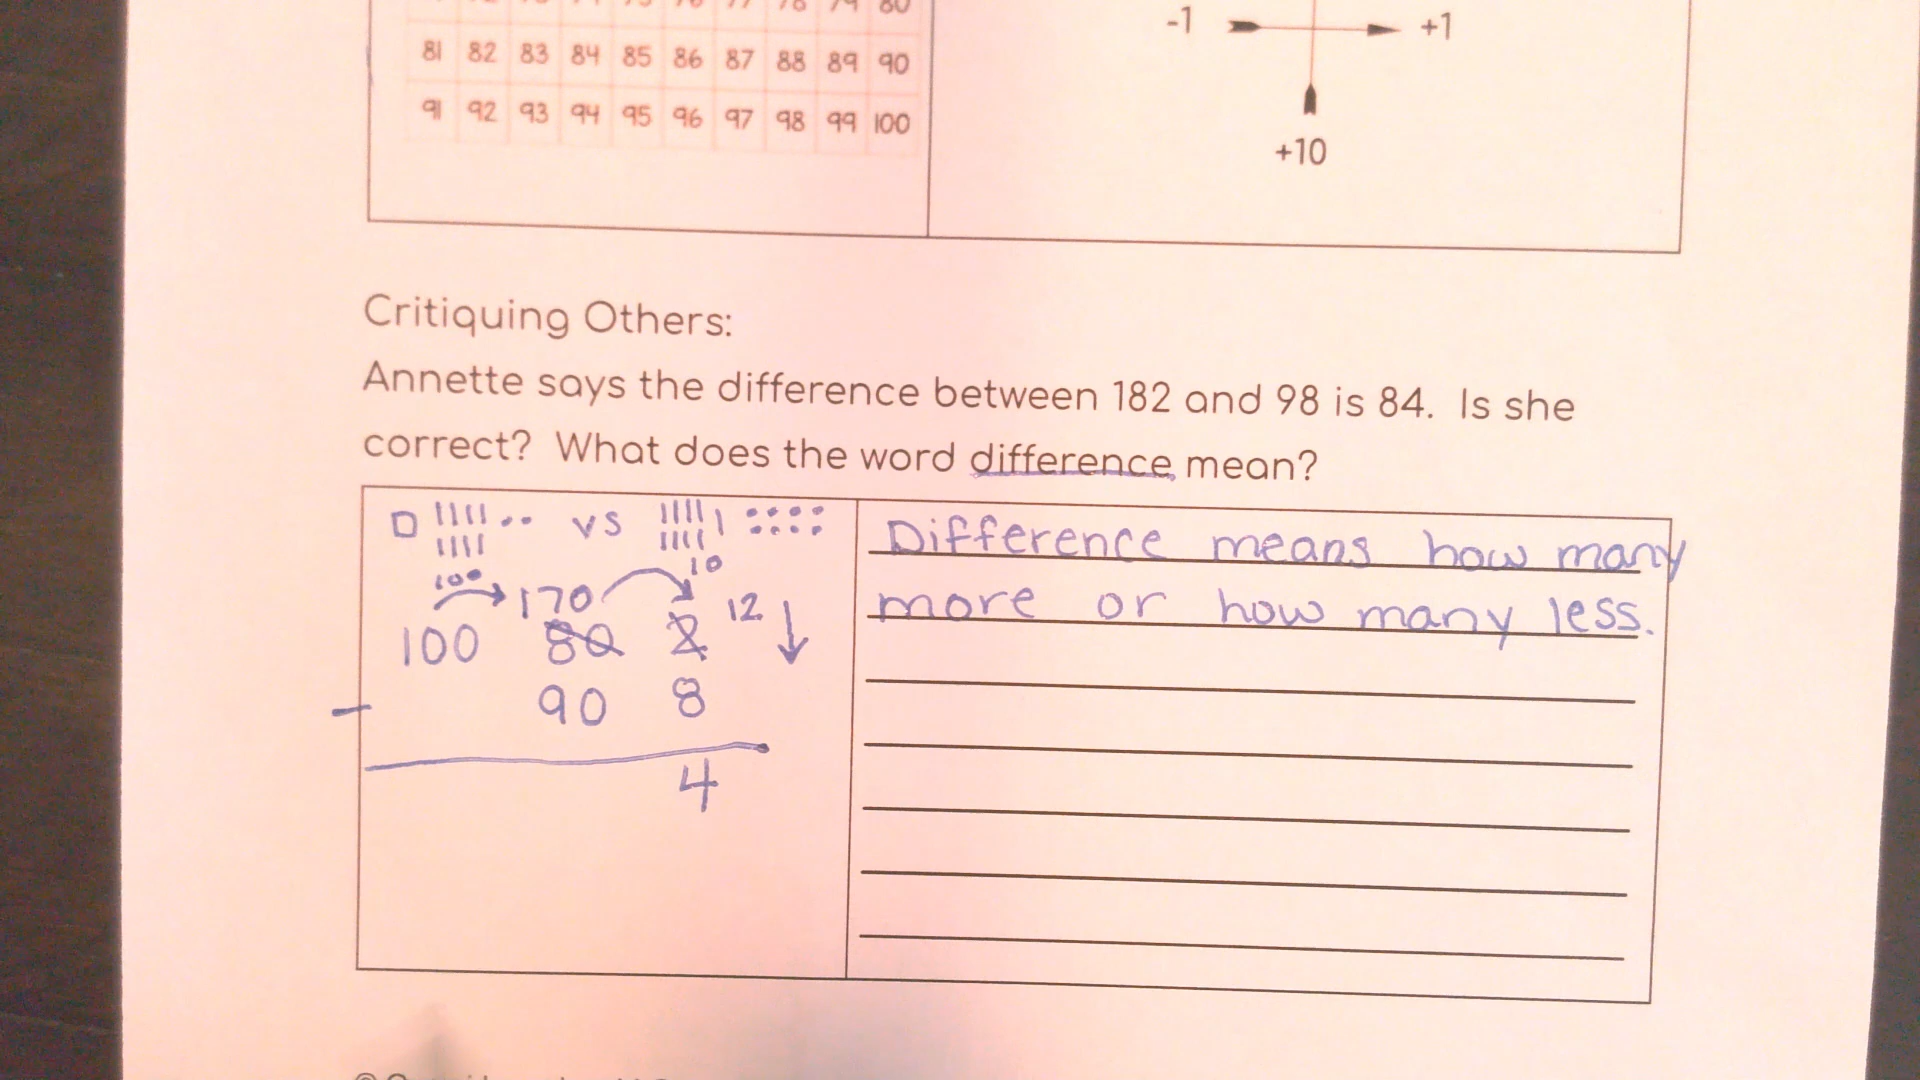 80
-1 +1
81 82 83 84 85 86 87 88 89 90
91 92 93 94 95 96 97 98 99 100
+10
Critiquing Others:
Annette says the difference between 182 and 98 is 84. Is she
correct? What does the word difference mean?
vs
Difference means how many
more or how many less.
100 10
170 12
100 80 2
- 90 8
4